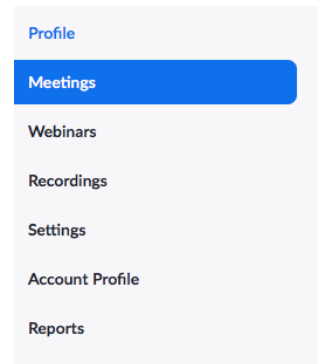 Profile
Meetings
Webinars
Recordings
Settings
Account Profile
Reports